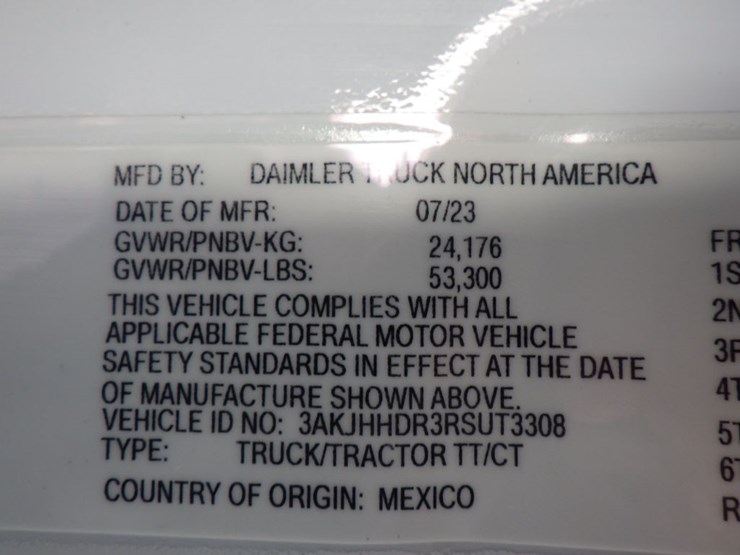 MFD BY: DAIMLER TRUCK NORTH AMERICA
DATE OF MFR: 07/23
GVWR/PNBV-KG: 24,176
GVWR/PNBV-LBS: 53,300
THIS VEHICLE COMPLIES WITH ALL
APPLICABLE FEDERAL MOTOR VEHICLE
SAFETY STANDARDS IN EFFECT AT THE DATE
OF MANUFACTURE SHOWN ABOVE.
VEHICLE ID NO: 3AKJHHDR3RSUT3308
TYPE: TRUCK/TRACTOR TT/CT
COUNTRY OF ORIGIN: MEXICO